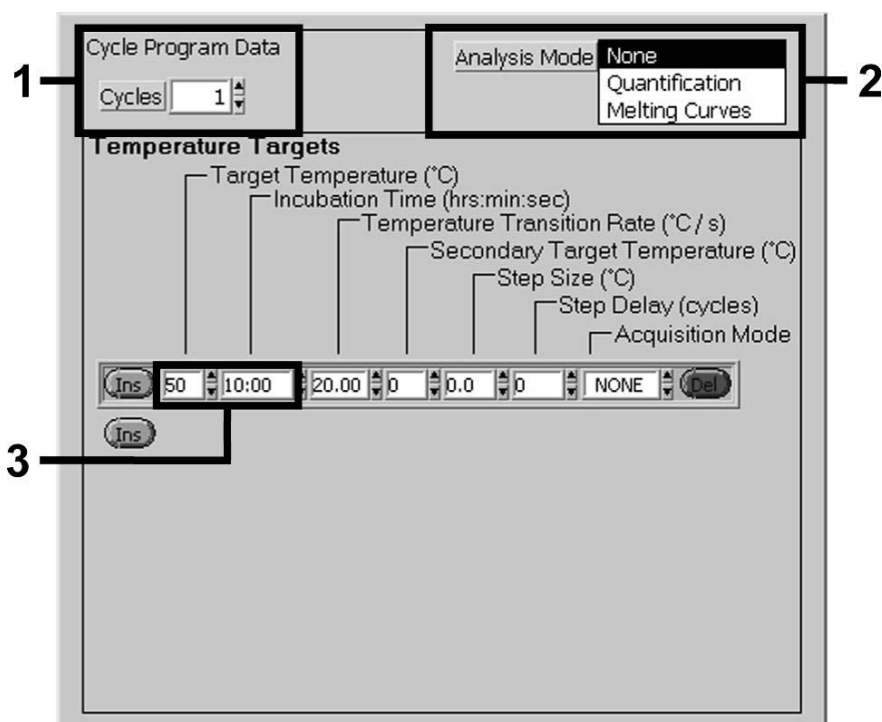 Cycle Program Data
Analysis Mode None
Quantification
Melting Curves
1
Cycles 1
2
Temperature Targets
Target Temperature (°C)
Incubation Time (hrs:min:sec)
Temperature Transition Rate (°C / s)
Secondary Target Temperature (°C)
Step Size (°C)
Step Delay (cycles)
Acquisition Mode
Ins 50 10:00 20.00 0 0.0 0 NONE Del
Ins
3